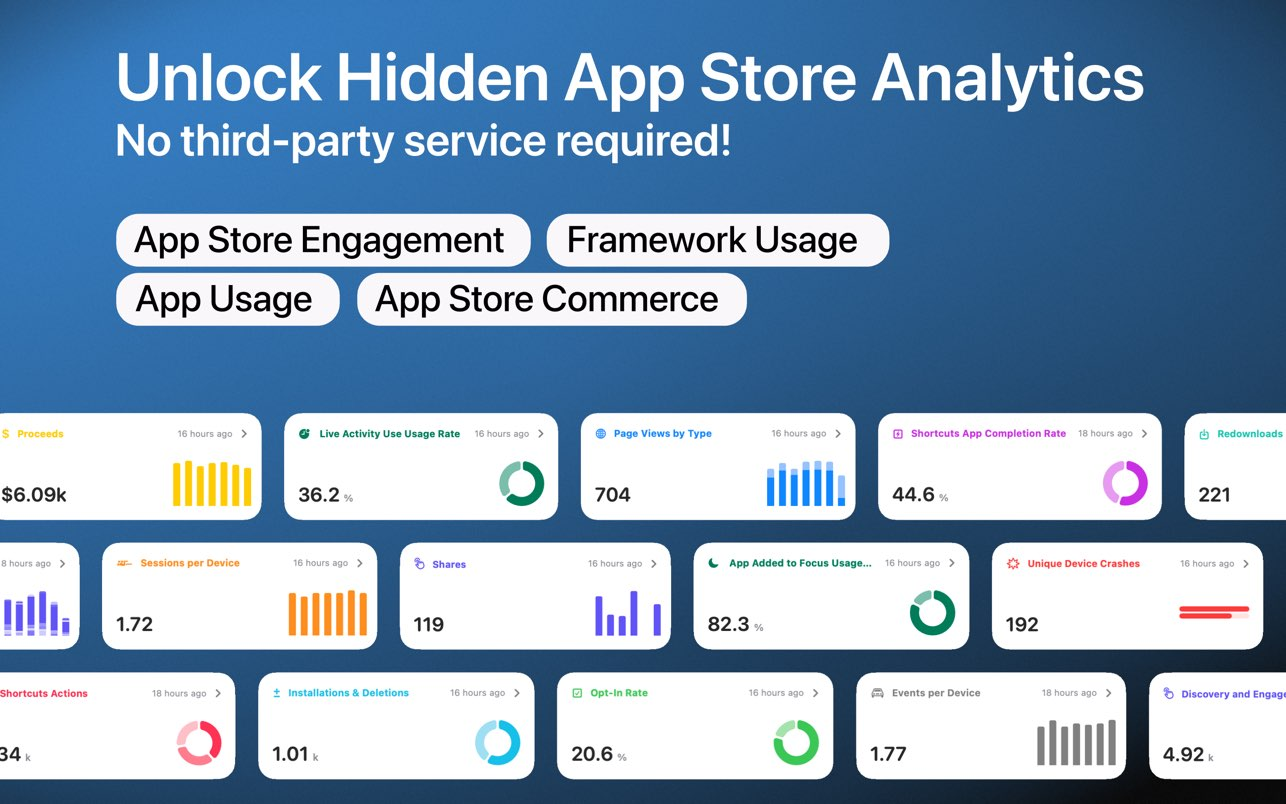 Unlock Hidden App Store Analytics
No third-party service required!
App Store Engagement
Framework Usage
App Usage
App Store Commerce
$ Proceeds
16 hours ago
$6.09k
Live Activity Use Usage Rate
16 hours ago
36.2 %
Page Views by Type
16 hours ago
704
Shortcuts App Completion Rate
18 hours ago
44.6 %
Redownloads
221
8 hours ago
Sessions per Device
16 hours ago
1.72
Shares
16 hours ago
119
App Added to Focus Usage...
16 hours ago
82.3 %
Unique Device Crashes
16 hours ago
192
Shortcuts Actions
18 hours ago
34 k
Installations & Deletions
16 hours ago
1.01 k
Opt-In Rate
16 hours ago
20.6 %
Events per Device
18 hours ago
1.77
Discovery and Engage
4.92 k